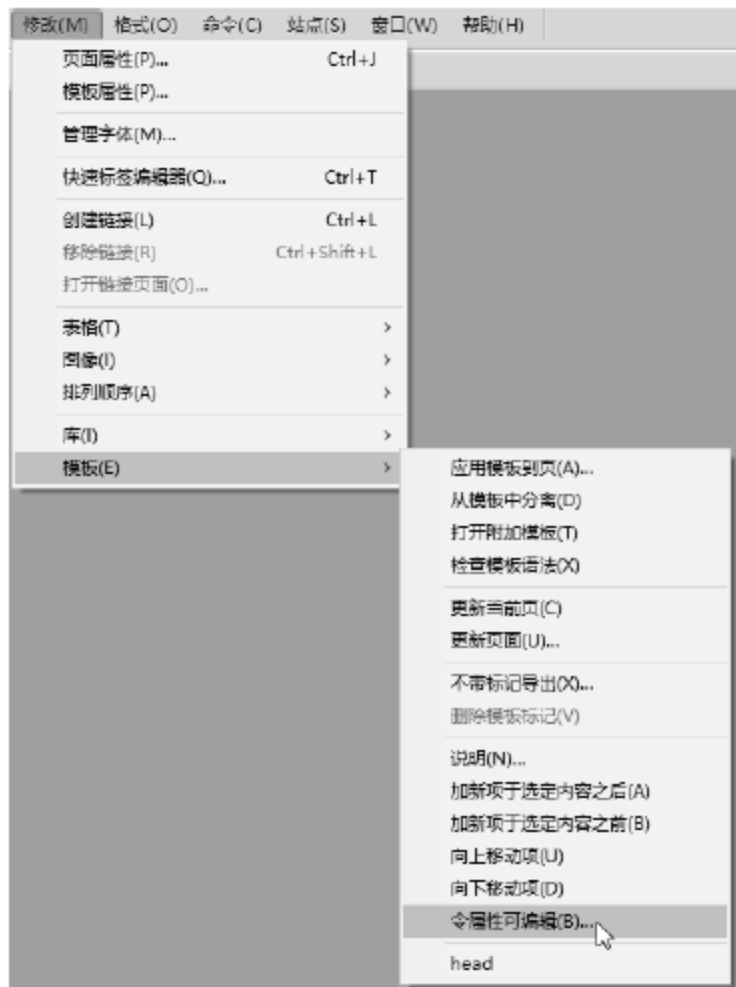 修改(M) 格式(O) 命令(C) 站点(S) 窗口(W) 帮助(H)
页面属性(P)... Ctrl+J
模板属性(P)...
管理字体(M)...
快速标签编辑器(Q)... Ctrl+T
创建链接(L) Ctrl+L
移除链接(R) Ctrl+Shift+L
打开链接页面(O)...
表格(T)
图像(I)
排列顺序(A)
库(I)
模板(E)
应用模板到页(A)...
从模板中分离(D)
打开附加模板(T)
检查模板语法(X)
更新当前页(C)
更新页面(U)...
不带标记导出(X)...
删除模板标记(V)
说明(N)...
加新项于选定内容之后(A)
加新项于选定内容之前(B)
向上移动项(U)
向下移动项(D)
令属性可编辑(B)...
head